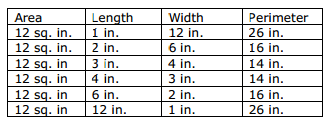 Area Length Width Perimeter
12 sq. in. 1 in. 12 in. 26 in.
12 sq. in. 2 in. 6 in. 16 in.
12 sq. in 3 in. 4 in. 14 in.
12 sq. in 4 in. 3 in. 14 in.
12 sq. in 6 in. 2 in. 16 in.
12 sq. in 12 in. 1 in. 26 in.